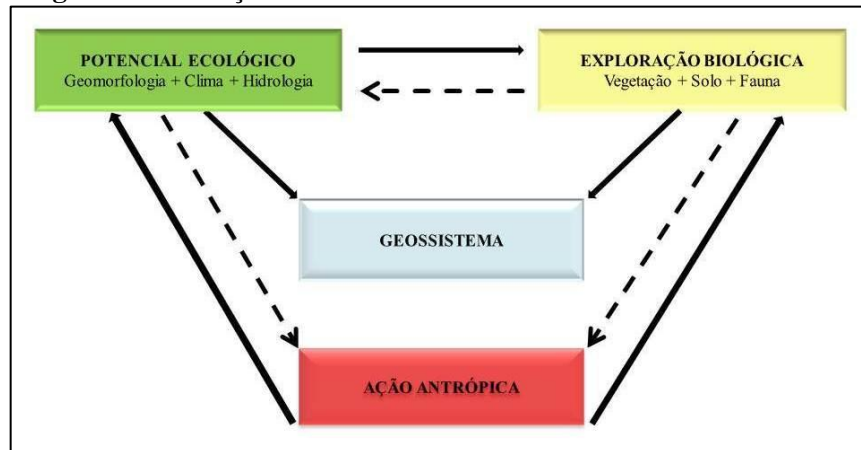 POTENCIAL ECOLÓGICO
Geomorfologia + Clima + Hidrologia
EXPLORAÇÃO BIOLÓGICA
Vegetação + Solo + Fauna
GEOSSISTEMA
AÇÃO ANTRÓPICA